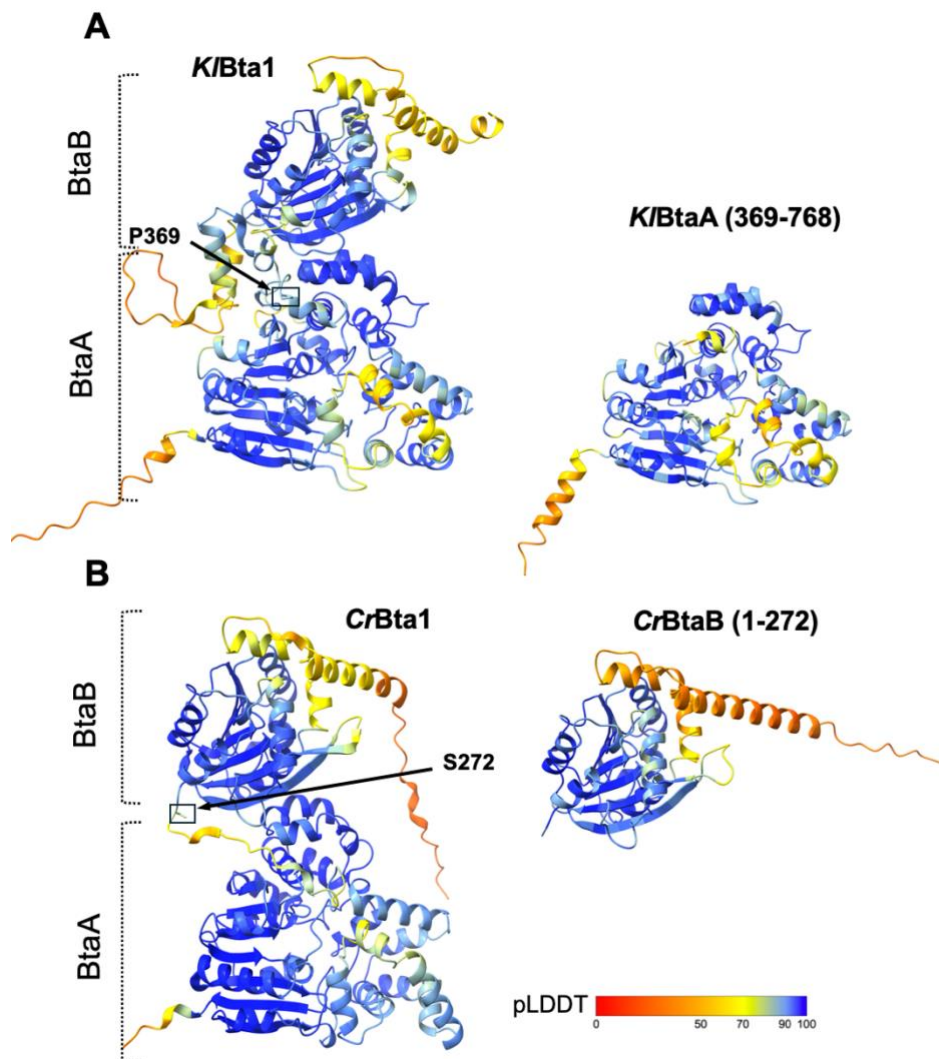 A
KlBta1
BtaB
P369
KlBtaA (369-768)
BtaA
B
CrBta1
CrBtaB (1-272)
BtaB
S272
BtaA
pLDDT
0 50 70 90 100